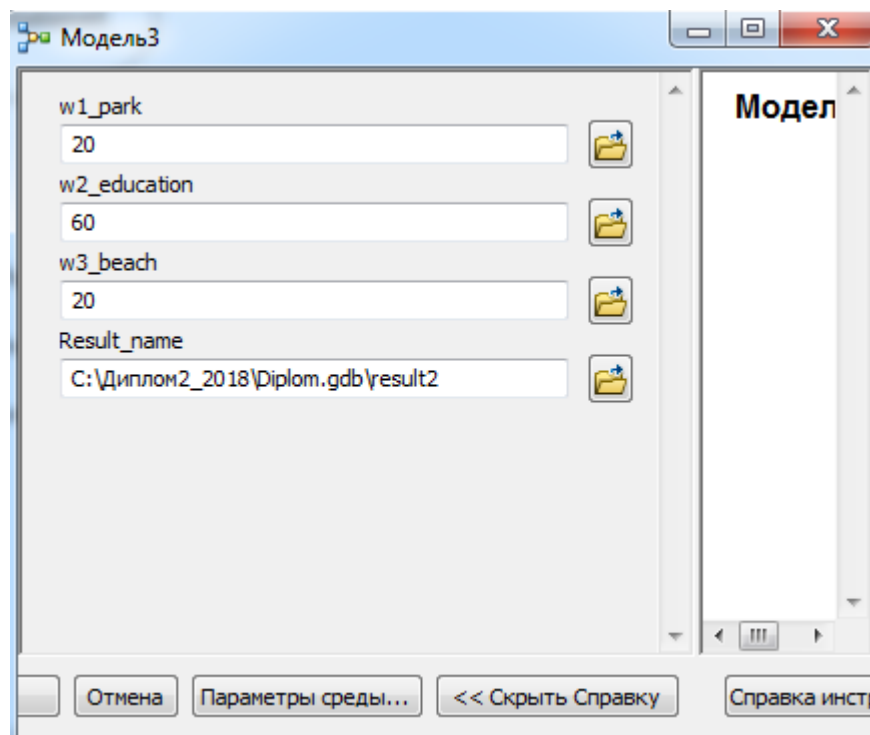 Модель3
w1_park
20
w2_education
60
w3_beach
20
Result_name
C:\Диплом2_2018\Diplom.gdb\result2
Модел
Отмена
Параметры среды...
<< Скрыть Справку
Справка инст